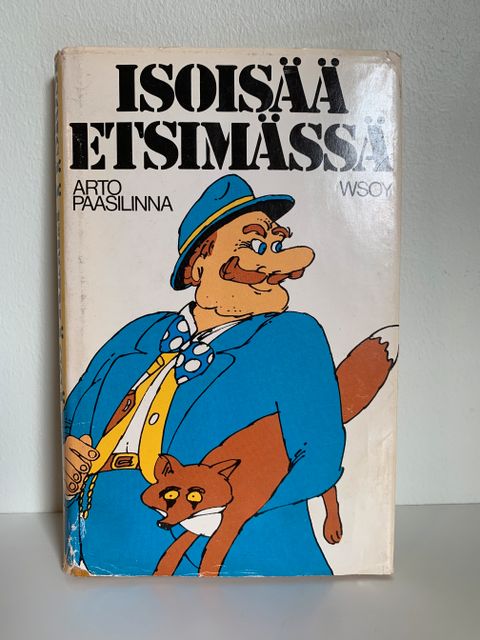 ISOISÄÄ
ETSIMÄSSÄ
ARTO
PAASILINNA
WSOY